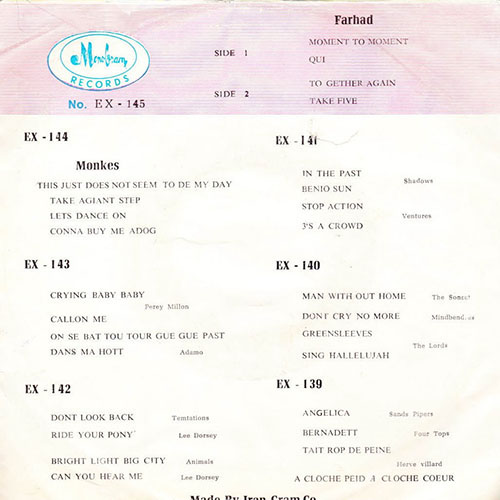 Monogram
RECORDS
No. EX - 145
Farhad
SIDE 1
MOMENT TO MOMENT
QUI
SIDE 2
TO GETHER AGAIN
TAKE FIVE
EX - 144
Monkes
THIS JUST DOES NOT SEEM TO DE MY DAY
TAKE AGIANT STEP
LETS DANCE ON
CONNA BUY ME ADOG
EX - 141
IN THE PAST
BENIO SUN
Shadows
STOP ACTION
3'S A CROWD
Ventures
EX - 143
CRYING BABY BABY
CALLON ME
Percy Millon
ON SE BAT TOU TOUR GUE GUE PAST
DANS MA HOTT
Adamo
EX - 140
MAN WITH OUT HOME
The Sonest
DONT CRY NO MORE
Mindbend.es
GREENSLEEVES
SING HALLELUJAH
The Lords
EX - 142
DONT LOOK BACK
Temtations
RIDE YOUR PONY
Lee Dorsey
BRIGHT LIGHT BIG CITY
Animals
CAN YOU HEAR ME
Lee Dorsey
EX - 139
ANGELICA
Sands Pipers
BERNADETT
Four Tops
TAIT ROP DE PEINE
Herve villard
A CLOCHE PEID A CLOCHE COEUR
Made By Iran Gram Co